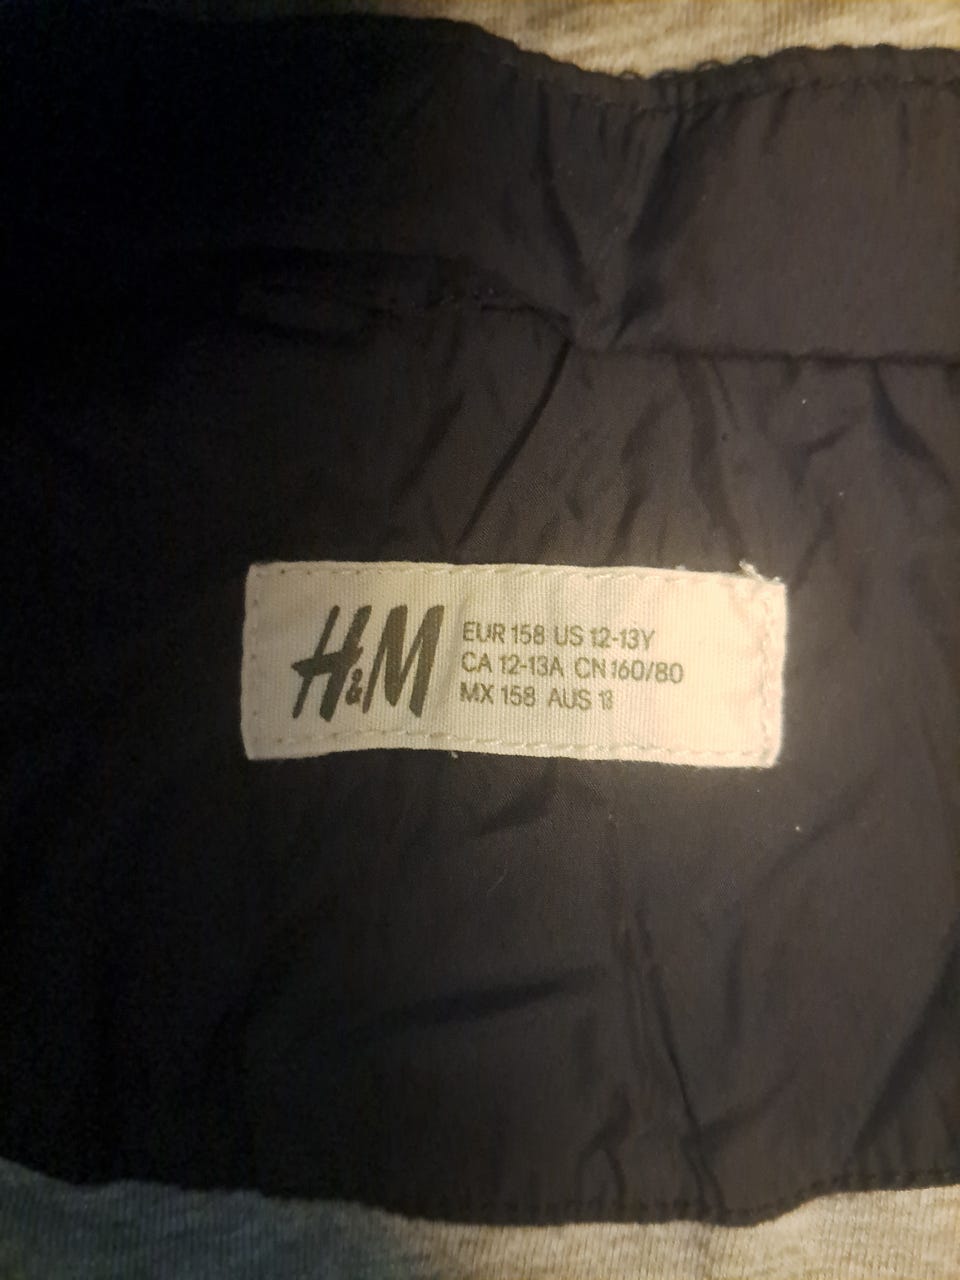 H&M
EUR 158 US 12-13Y
CA 12-13A CN 160/80
MX 158 AUS 13